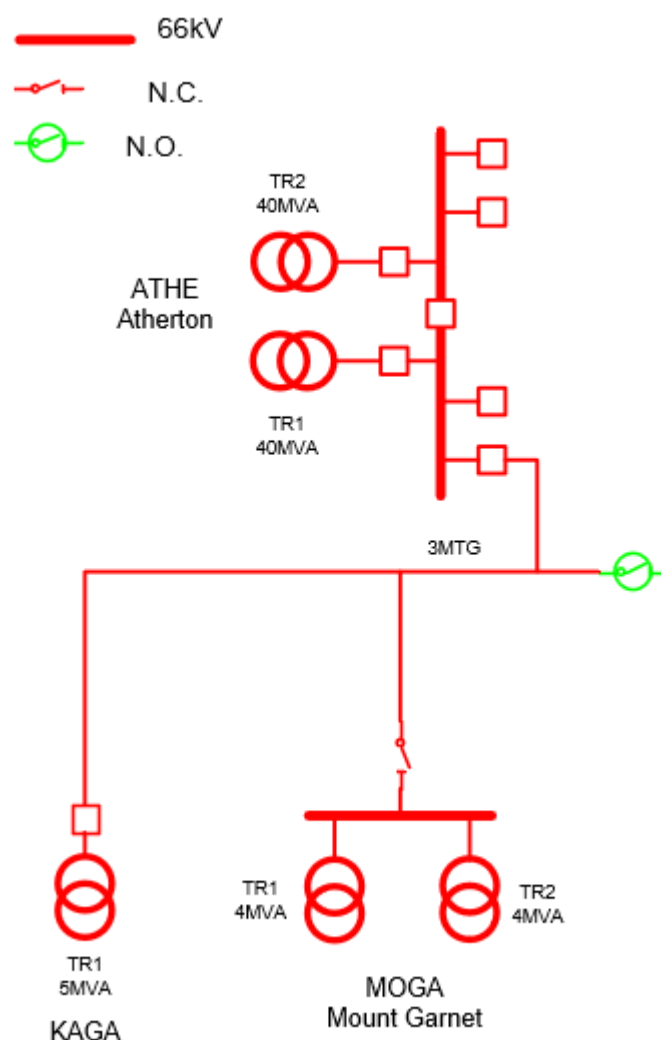 66kV
N.C.
N.O.
TR2
40MVA
ATHE
Atherton
TR1
40MVA
3MTG
TR1
4MVA
TR2
4MVA
TR1
5MVA
MOGA
Mount Garnet
KAGA